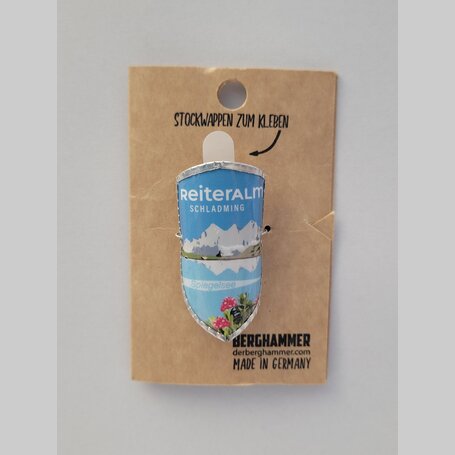 STOCKWAPPEN ZUM KLEBEN
REITERALM
SCHLADMING
Spiegelsee
BERGHAMMER
derberghammer.com
MADE IN GERMANY